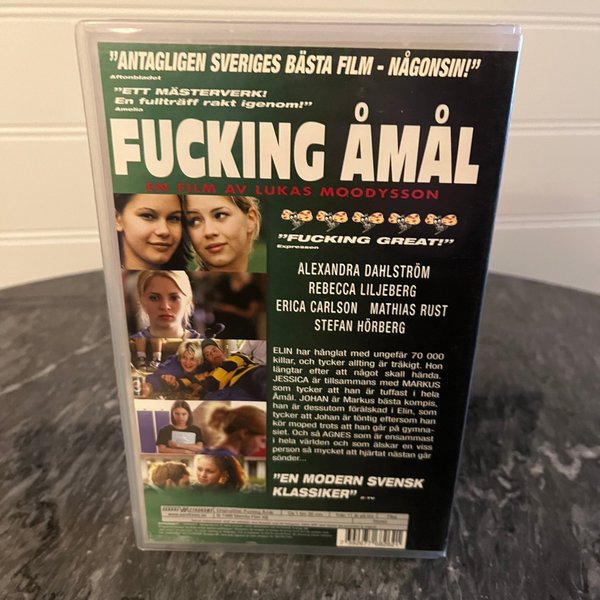 "ANTAGLIGEN SVERIGES BÄSTA FILM - NÅGONSIN!"
Aftonbladet
"ETT MÄSTERVERK!
En fullträff rakt igenom!"
Amelia
FUCKING ÅMÅL
EN FILM AV LUKAS MOODYSSON
"FUCKING GREAT!"
Expressen
ALEXANDRA DAHLSTRÖM
REBECCA LILJEBERG
ERICA CARLSON MATHIAS RUST
STEFAN HÖRBERG
ELIN har hånglat med ungefär 70 000
killar, och tycker allting är tråkigt. Hon
längtar efter att något skall hända.
JESSICA är tillsammans med MARKUS
som tycker att han är tuffast i hela
Åmål. JOHAN är Markus bästa kompis,
han är dessutom förälskad i Elin, som
tycker att Johan är töntig eftersom han
kör moped trots att han går på gymna-
siet. Och så AGNES som är ensammast
i hela världen och som älskar en viss
person så mycket att hjärtat nästan går
sönder...
"EN MODERN SVENSK
KLASSIKER"
Originaltitel: Fucking Åmål